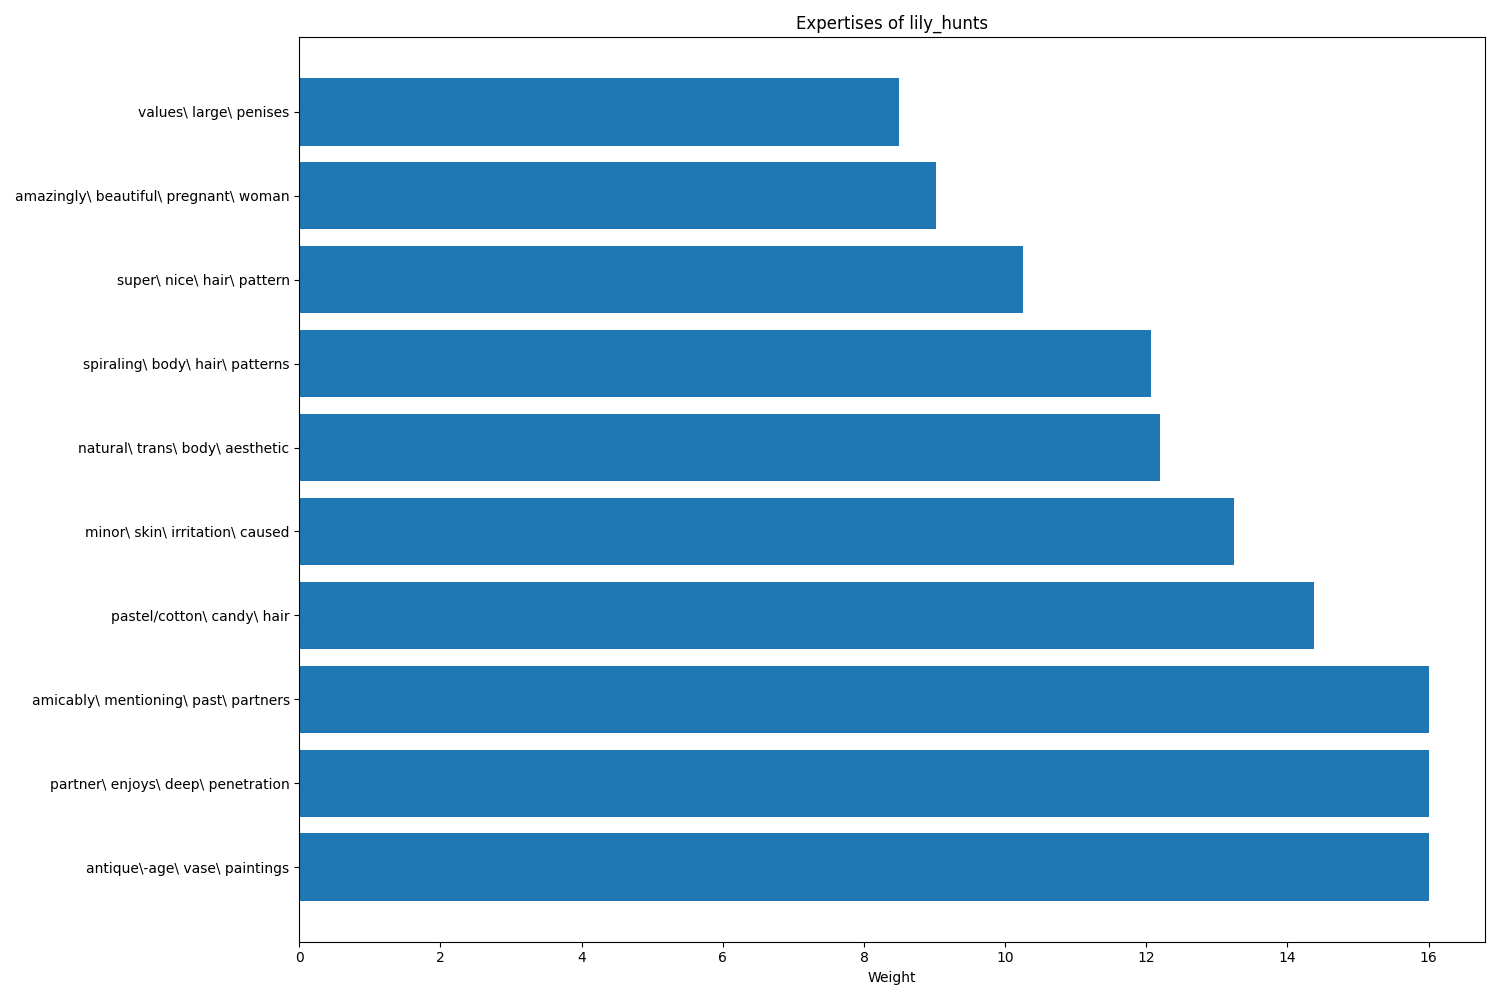 Expertises of lily_hunts
values\ large\ penises
amazingly\ beautiful\ pregnant\ woman
super\ nice\ hair\ pattern
spiraling\ body\ hair\ patterns
natural\ trans\ body\ aesthetic
minor\ skin\ irritation\ caused
pastel/cotton\ candy\ hair
amicably\ mentioning\ past\ partners
partner\ enjoys\ deep\ penetration
antique\-age\ vase\ paintings
0 2 4 6 8 10 12 14 16
Weight